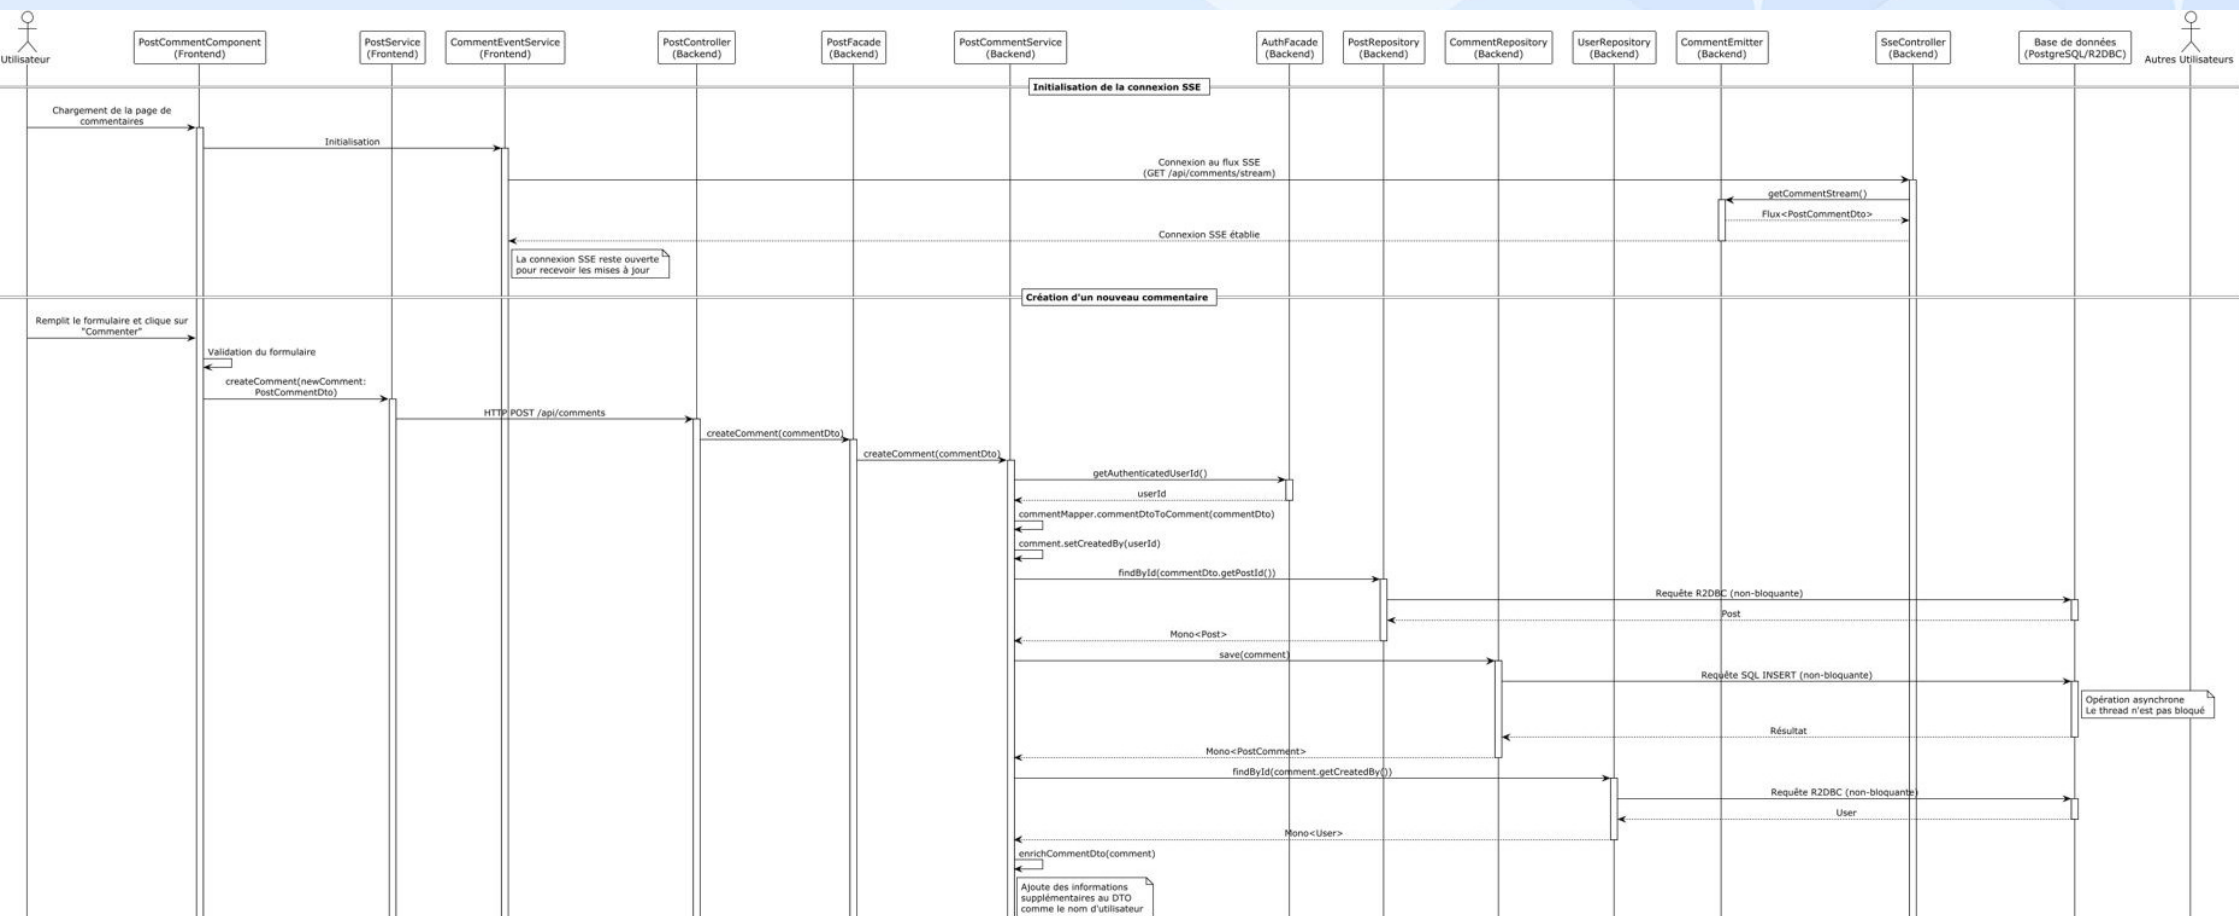 Utilisateur
PostCommentComponent
(Frontend)
PostService
(Frontend)
CommentEventService
(Frontend)
PostController
(Backend)
PostFacade
(Backend)
PostCommentService
(Backend)
AuthFacade
(Backend)
PostRepository
(Backend)
CommentRepository
(Backend)
UserRepository
(Backend)
CommentEmitter
(Backend)
SseController
(Backend)
Base de données
(PostgreSQL/R2DBC)
Autres Utilisateurs
Initialisation de la connexion SSE
Chargement de la page de
commentaires
Initialisation
Connexion au flux SSE
(GET /api/comments/stream)
getCommentStream()
Flux<PostCommentDto>
Connexion SSE établie
La connexion SSE reste ouverte
pour recevoir les mises à jour
Création d'un nouveau commentaire
Remplit le formulaire et clique sur
"Commenter"
Validation du formulaire
createComment(newComment:
PostCommentDto)
HTTP POST /api/comments
createComment(commentDto)
createComment(commentDto)
getAuthenticatedUserId()
userId
commentMapper.commentDtoToComment(commentDto)
comment.setCreatedBy(userId)
findById(commentDto.getPostId())
Requête R2DBC (non-bloquante)
Post
Mono<Post>
save(comment)
Requête SQL INSERT (non-bloquante)
Opération asynchrone
Le thread n'est pas bloqué
Résultat
Mono<PostComment>
findById(comment.getCreatedBy())
Requête R2DBC (non-bloquante)
User
Mono<User>
enrichCommentDto(comment)
Ajoute des informations
supplémentaires au DTO
comme le nom d'utilisateur